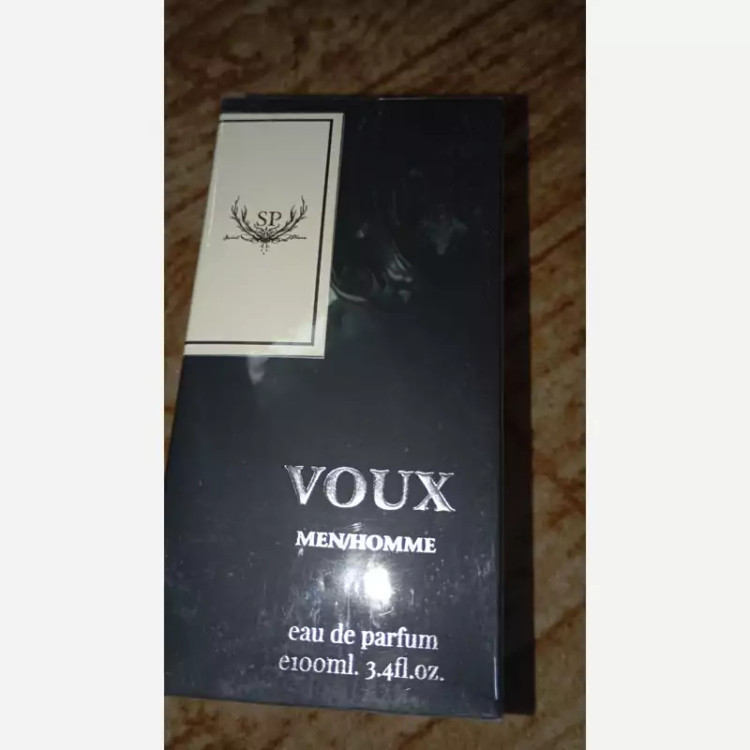 SP
VOUX
MEN/HOMME
eau de parfum
e100ml. 3.4fl.oz.